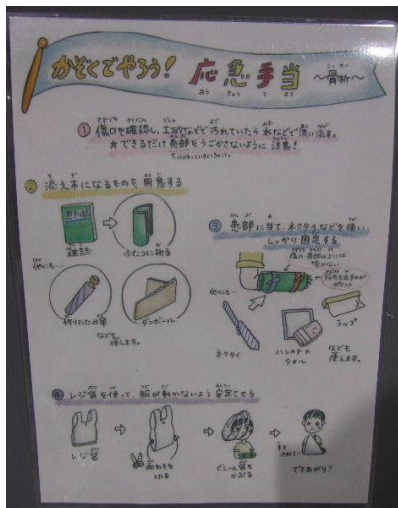 かぞくでやろう! 応急手当 ～骨折～
① 傷口を確認し、土砂などで汚れていたら水などで洗い流す。
☆できるだけ患部をうごかさないように注意!
② 添え木になるものを用意する
雑誌
ふたつに折る
他にも…
折りたたみ傘
ダンボール
なども
使えます。
③ 患部に当て、ネクタイなどを使い、
しっかり固定する
他にも…
ネクタイ
ハンカチや
タオル
ラップ
なども
使えます。
④ レジ袋を使って、腕が動かないよう安定させる
レジ袋
両わきを
切る
ビニール袋を
かぶる
できあがり!